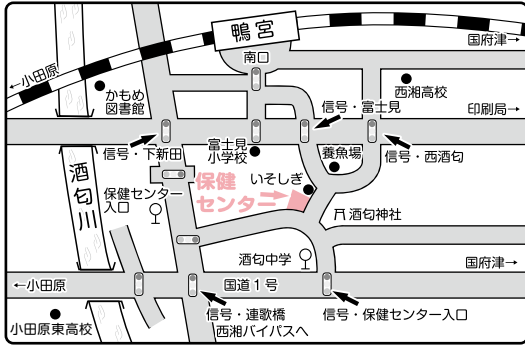 鴨宮
南口
国府津→
←小田原
かもめ
図書館
西湘高校
印刷局→
信号・富士見
信号・下新田
富士見
小学校
養魚場
信号・西酒匂
酒匂川
保健センター
入口
保健
センター
いそしぎ
酒匂神社
酒匂中学
国府津→
←小田原
国道1号
小田原東高校
信号・連歌橋
西湘バイパスへ
信号・保健センター入口